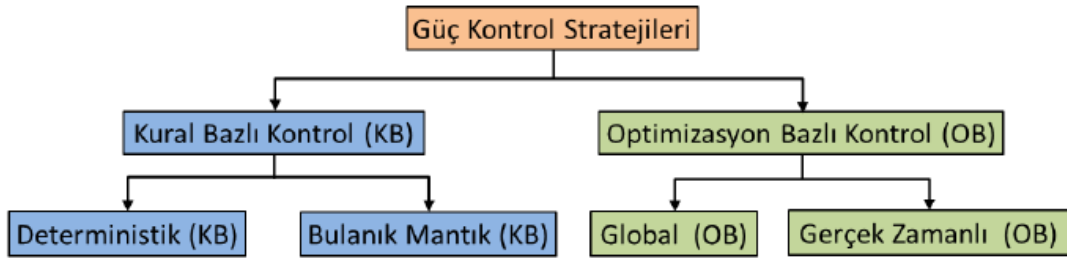 Güç Kontrol Stratejileri
Kural Bazlı Kontrol (KB)
Optimizasyon Bazlı Kontrol (OB)
Deterministik (KB)
Bulanık Mantık (KB)
Global (OB)
Gerçek Zamanlı (OB)